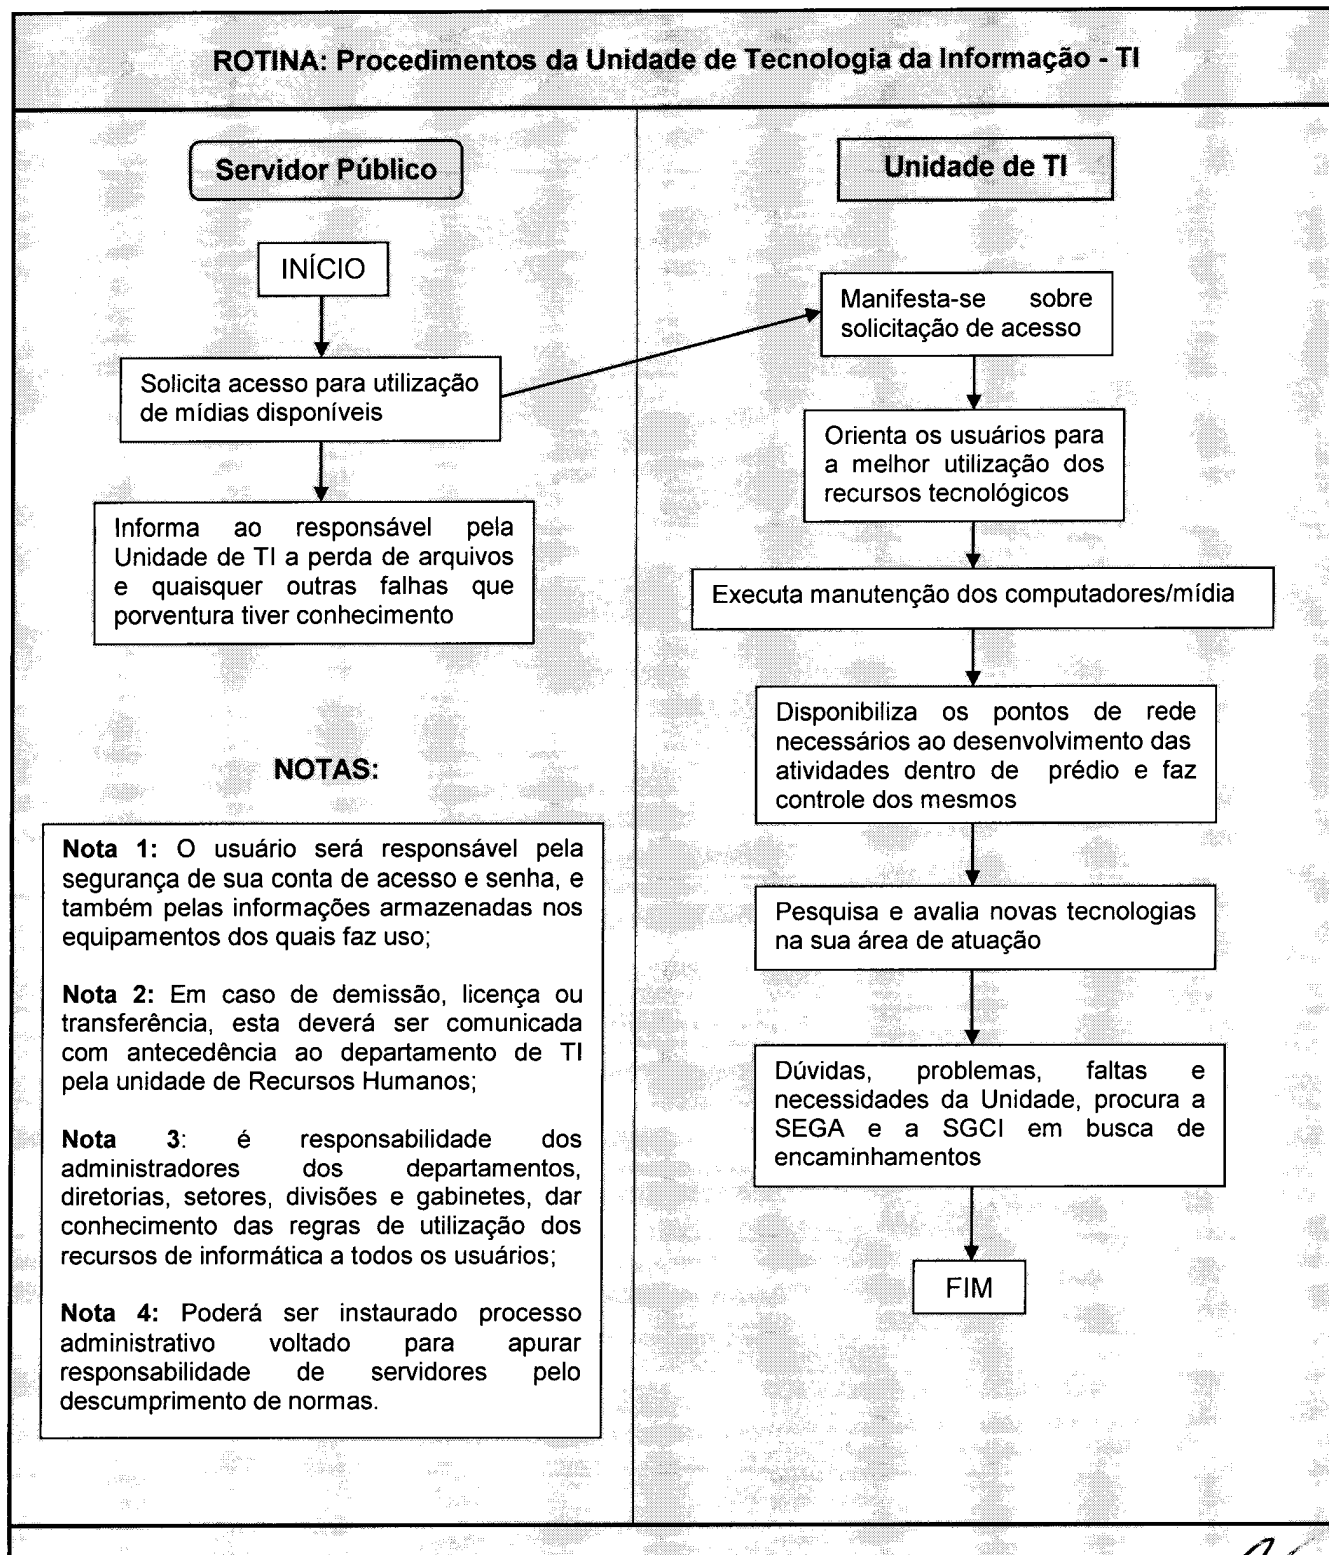 ROTINA: Procedimentos da Unidade de Tecnologia da Informação - TI
Servidor Público
INÍCIO
Solicita acesso para utilização
de mídias disponíveis
Informa ao responsável pela
Unidade de TI a perda de arquivos
e quaisquer outras falhas que
porventura tiver conhecimento
NOTAS:
Nota 1: O usuário será responsável pela
segurança de sua conta de acesso e senha, e
também pelas informações armazenadas nos
equipamentos dos quais faz uso;
Nota 2: Em caso de demissão, licença ou
transferência, esta deverá ser comunicada
com antecedência ao departamento de TI
pela unidade de Recursos Humanos;
Nota 3: é responsabilidade dos
administradores dos departamentos,
diretorias, setores, divisões e gabinetes, dar
conhecimento das regras de utilização dos
recursos de informática a todos os usuários;
Nota 4: Poderá ser instaurado processo
administrativo voltado para apurar
responsabilidade de servidores pelo
descumprimento de normas.
Unidade de TI
Manifesta-se sobre
solicitação de acesso
Orienta os usuários para
a melhor utilização dos
recursos tecnológicos
Executa manutenção dos computadores/mídia
Disponibiliza os pontos de rede
necessários ao desenvolvimento das
atividades dentro de prédio e faz
controle dos mesmos
Pesquisa e avalia novas tecnologias
na sua área de atuação
Dúvidas, problemas, faltas e
necessidades da Unidade, procura a
SEGA e a SGCI em busca de
encaminhamentos
FIM